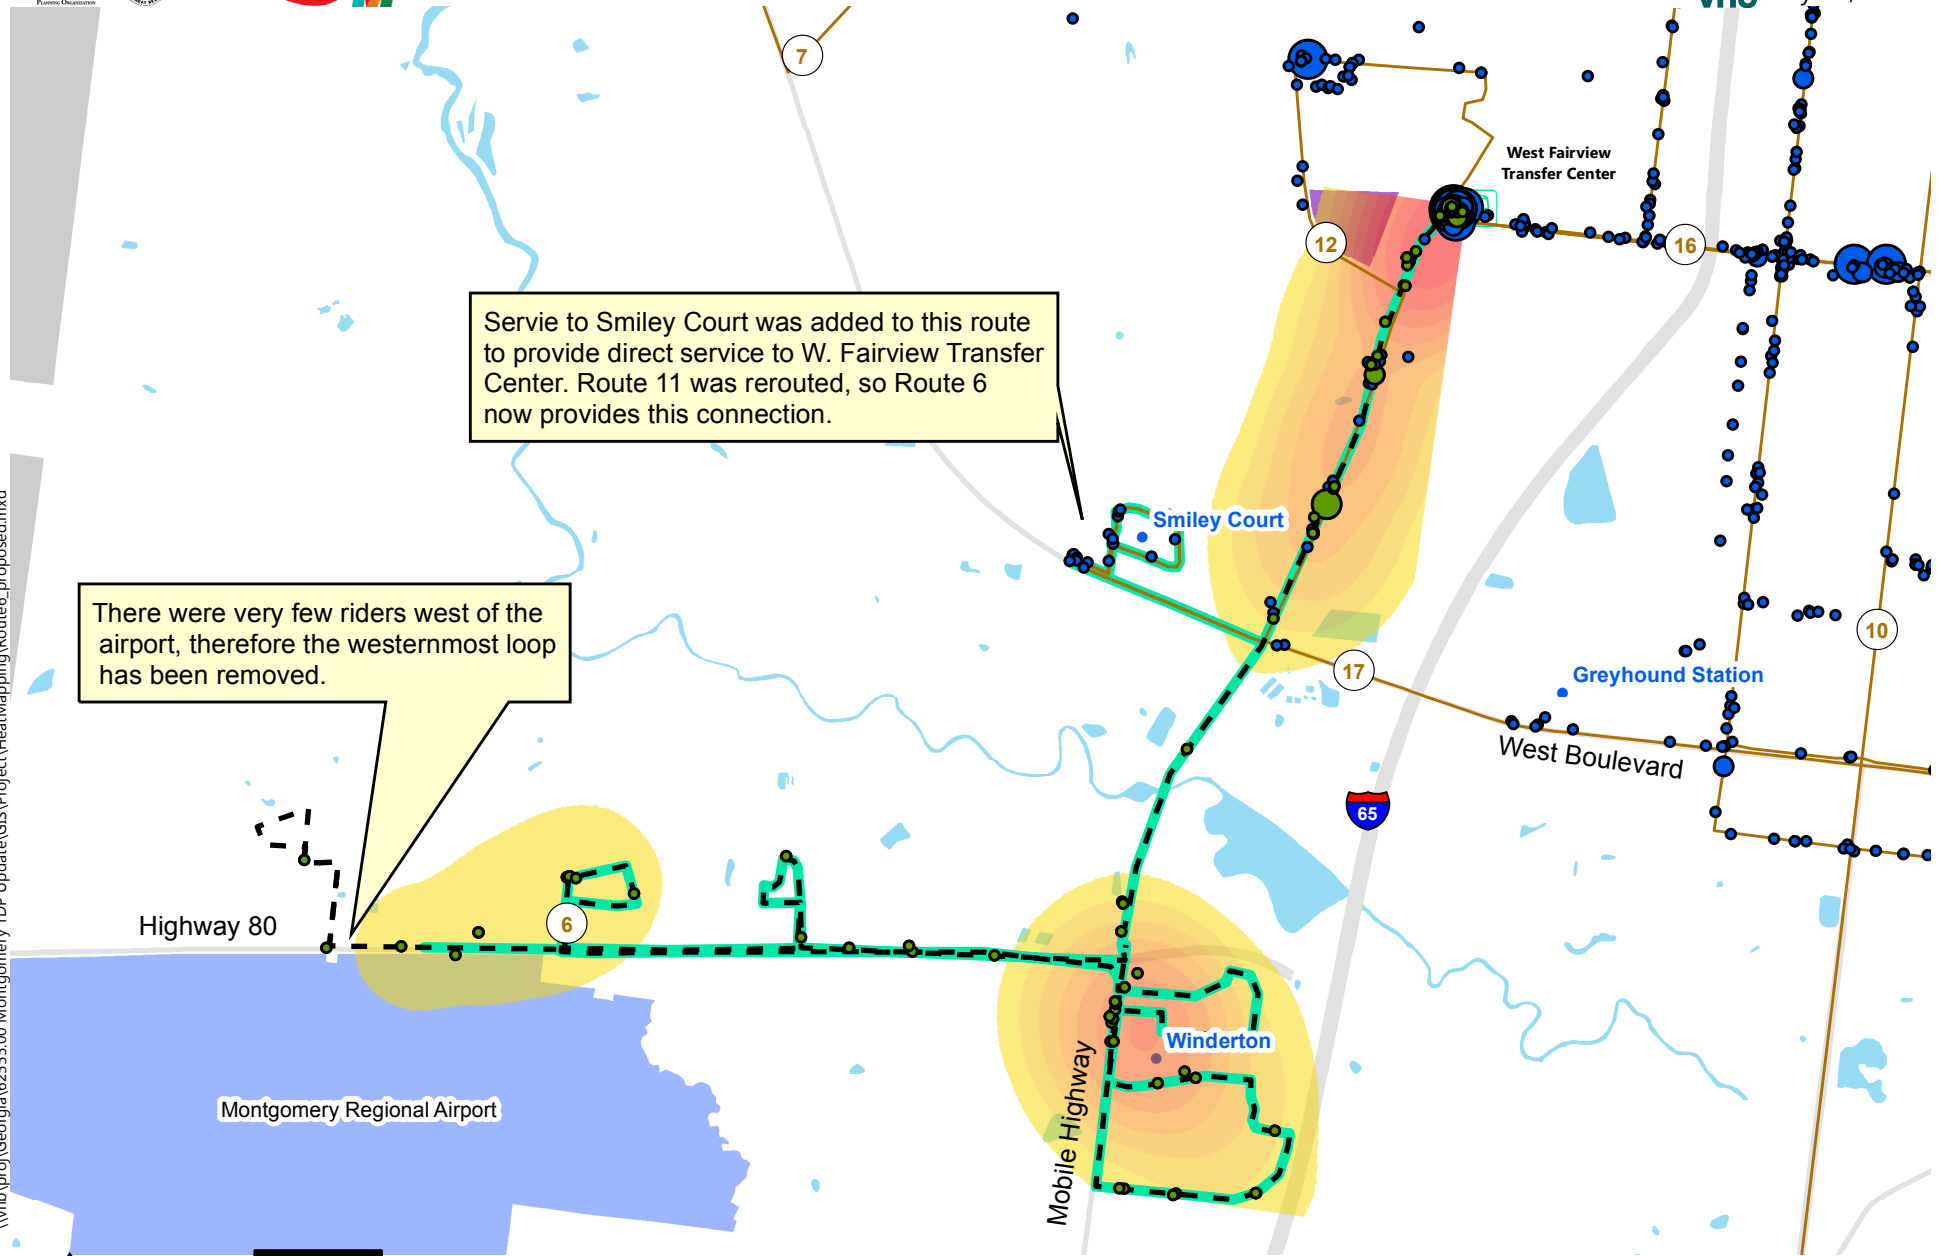 PLANNING ORGANIZATION
7
West Fairview
Transfer Center
12
16
Servie to Smiley Court was added to this route
to provide direct service to W. Fairview Transfer
Center. Route 11 was rerouted, so Route 6
now provides this connection.
Smiley Court
There were very few riders west of the
airport, therefore the westernmost loop
has been removed.
10
17
Greyhound Station
West Boulevard
65
Highway 80
6
Winderton
Mobile Highway
Montgomery Regional Airport